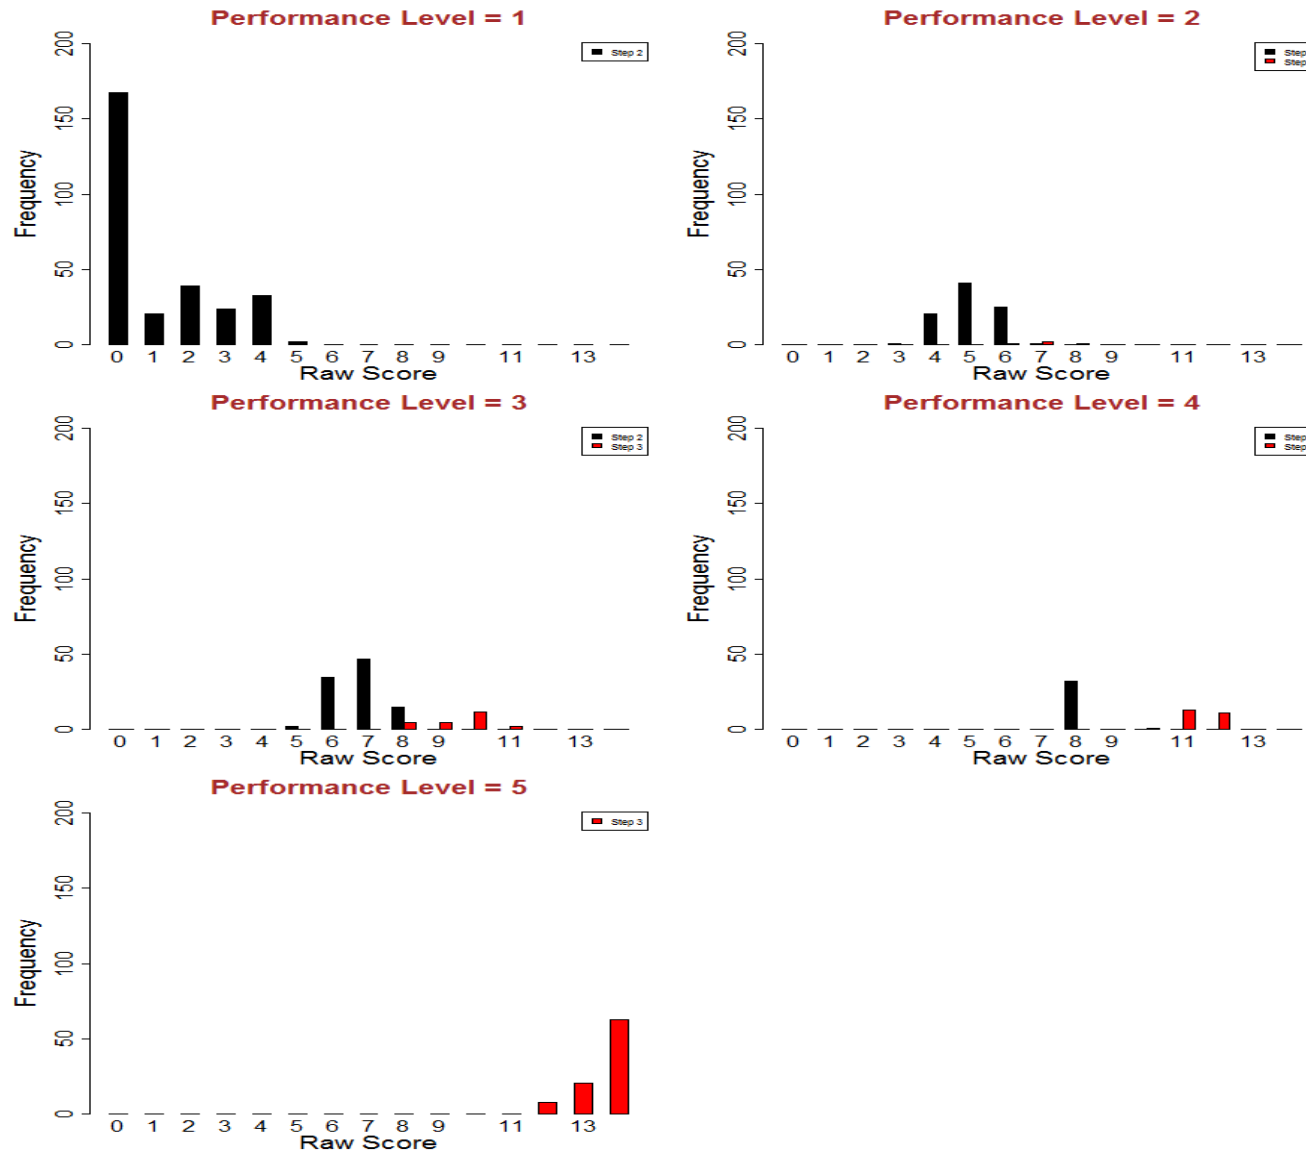 Performance Level = 1
200
150
100
50
0
Frequency
Step 2
0 1 2 3 4 5 6 7 8 9 11 13
Raw Score
Performance Level = 2
200
150
100
50
0
Frequency
Step
Step
0 1 2 3 4 5 6 7 8 9 11 13
Raw Score
Performance Level = 3
200
150
100
50
0
Frequency
Step 2
Step 3
0 1 2 3 4 5 6 7 8 9 11 13
Raw Score
Performance Level = 4
200
150
100
50
0
Frequency
Step
Step
0 1 2 3 4 5 6 7 8 9 11 13
Raw Score
Performance Level = 5
200
150
100
50
0
Frequency
Step 3
0 1 2 3 4 5 6 7 8 9 11 13
Raw Score